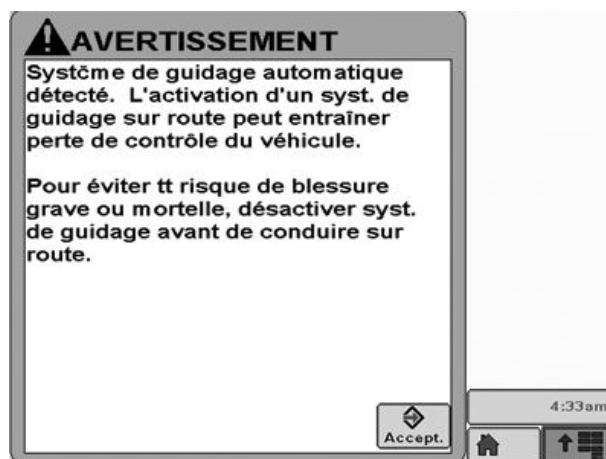 AVERTISSEMENT
Systčme de guidage automatique
détecté. L'activation d'un syst. de
guidage sur route peut entraîner
perte de contrôle du véhicule.
Pour éviter tt risque de blessure
grave ou mortelle, désactiver syst.
de guidage avant de conduire sur
route.
Accept.
4:33am